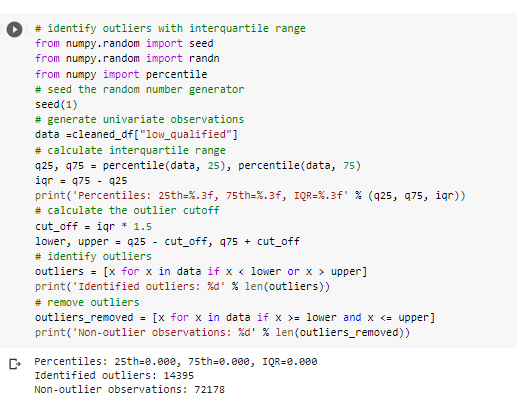 # identify outliers with interquartile range
from numpy.random import seed
from numpy.random import randn
from numpy import percentile
# seed the random number generator
seed(1)
# generate univariate observations
data =cleaned_df["low_qualified"]
# calculate interquartile range
q25, q75 = percentile(data, 25), percentile(data, 75)
iqr = q75 - q25
print('Percentiles: 25th=%.3f, 75th=%.3f, IQR=%.3f' % (q25, q75, iqr))
# calculate the outlier cutoff
cut_off = iqr * 1.5
lower, upper = q25 - cut_off, q75 + cut_off
# identify outliers
outliers = [x for x in data if x < lower or x > upper]
print('Identified outliers: %d' % len(outliers))
# remove outliers
outliers_removed = [x for x in data if x >= lower and x <= upper]
print('Non-outlier observations: %d' % len(outliers_removed))
Percentiles: 25th=0.000, 75th=0.000, IQR=0.000
Identified outliers: 14395
Non-outlier observations: 72178